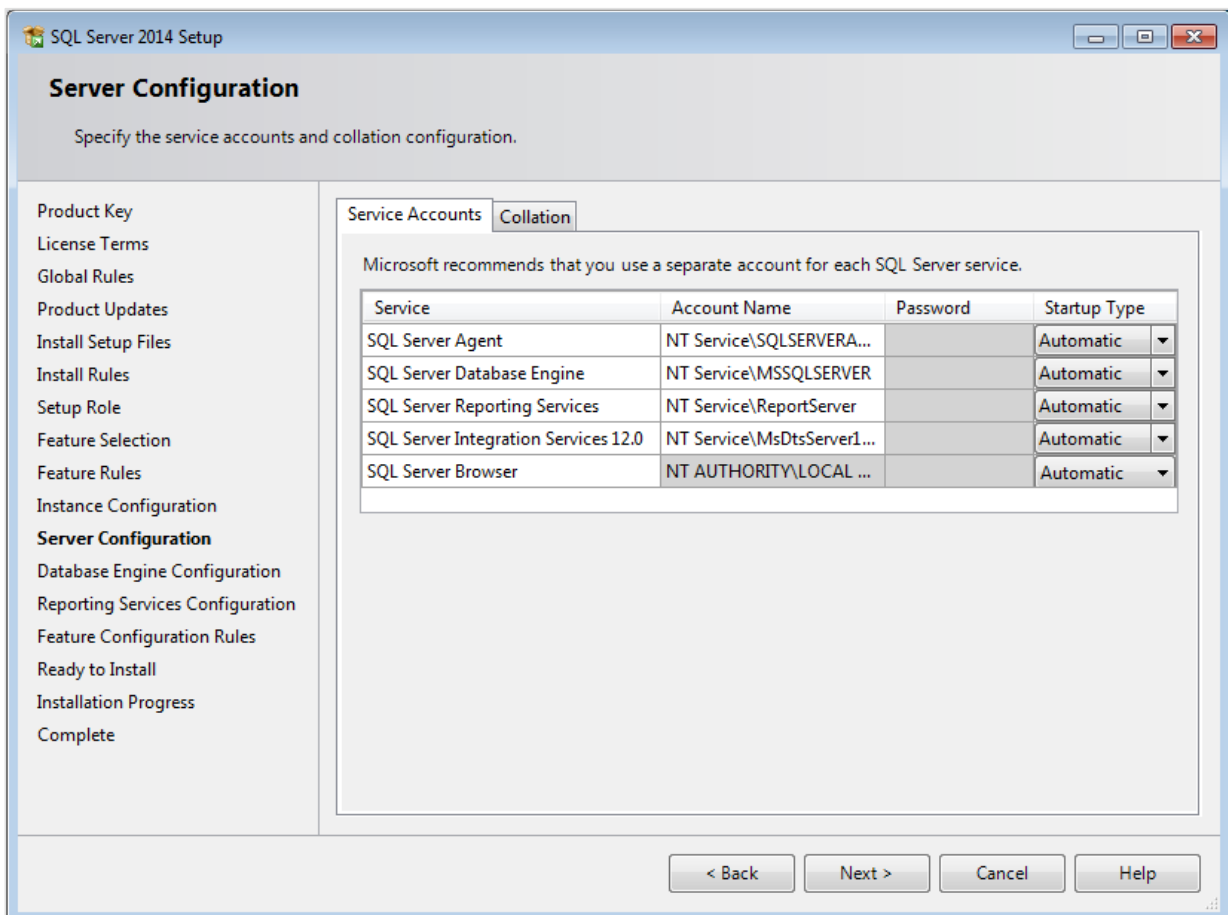 SQL Server 2014 Setup
Server Configuration
Specify the service accounts and collation configuration.
Product Key
License Terms
Global Rules
Product Updates
Install Setup Files
Install Rules
Setup Role
Feature Selection
Feature Rules
Instance Configuration
Server Configuration
Database Engine Configuration
Reporting Services Configuration
Feature Configuration Rules
Ready to Install
Installation Progress
Complete
Service Accounts Collation
Microsoft recommends that you use a separate account for each SQL Server service.
Service Account Name Password Startup Type
SQL Server Agent NT Service\SQLSERVERA... Automatic
SQL Server Database Engine NT Service\MSSQLSERVER Automatic
SQL Server Reporting Services NT Service\ReportServer Automatic
SQL Server Integration Services 12.0 NT Service\MsDtsServer1... Automatic
SQL Server Browser NT AUTHORITY\LOCAL ... Automatic
< Back Next > Cancel Help